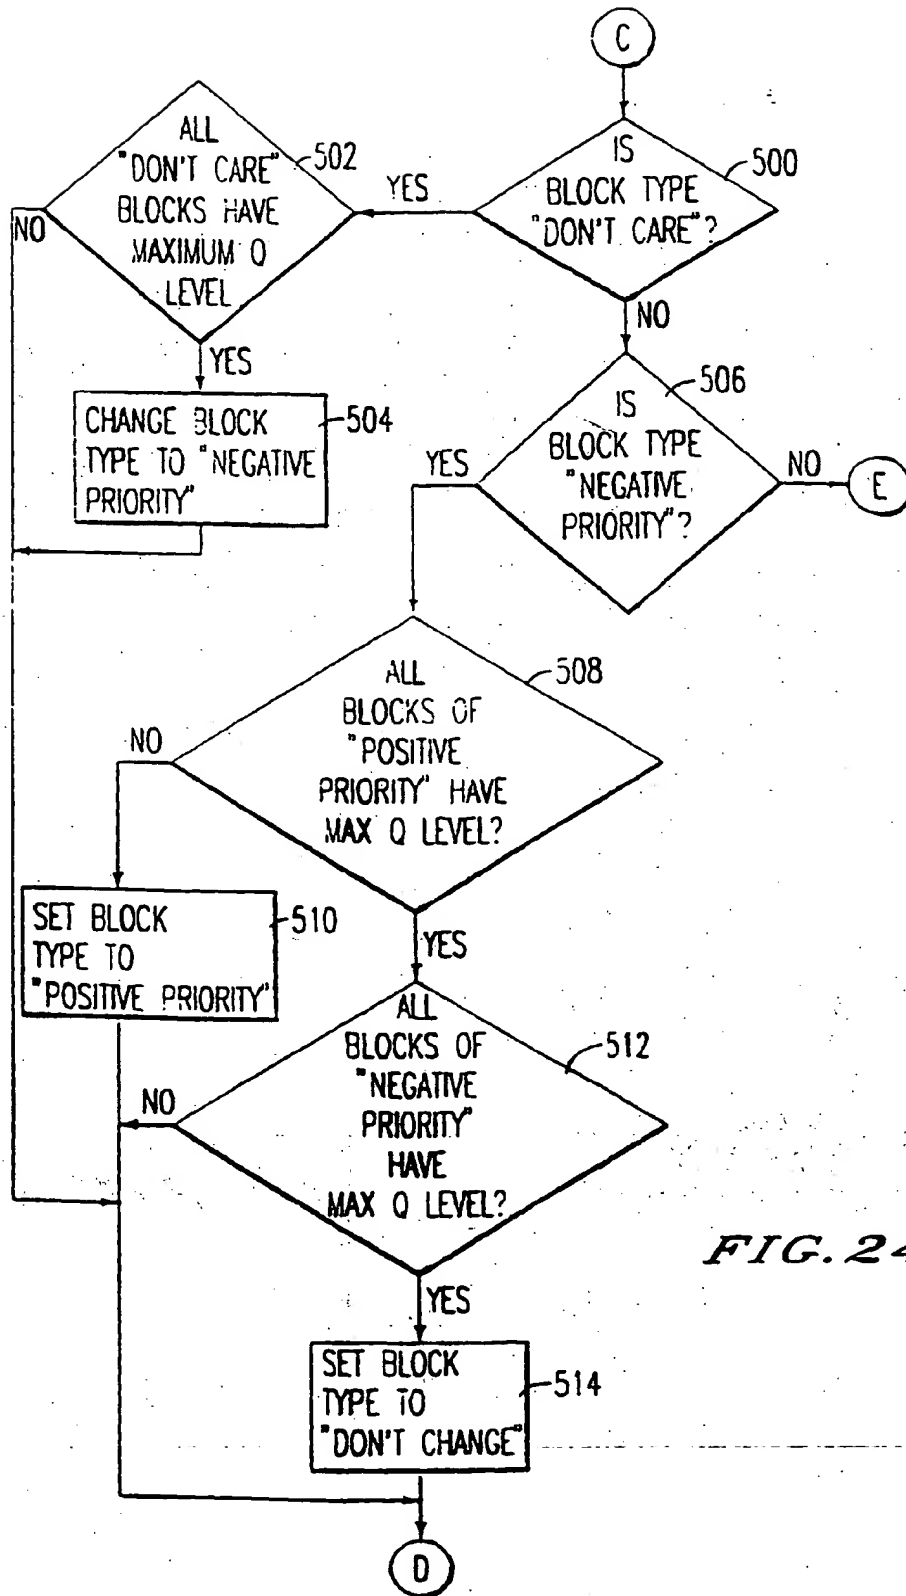 C
IS
BLOCK TYPE
"DON'T CARE"?
500
YES
ALL
"DON'T CARE"
BLOCKS HAVE
MAXIMUM Q
LEVEL
502
NO
YES
CHANGE BLOCK
TYPE TO "NEGATIVE
PRIORITY"
504
NO
IS
BLOCK TYPE
"NEGATIVE
PRIORITY"?
506
NO
E
YES
ALL
BLOCKS OF
"POSITIVE
PRIORITY" HAVE
MAX Q LEVEL?
508
NO
SET BLOCK
TYPE TO
"POSITIVE PRIORITY"
510
YES
ALL
BLOCKS OF
"NEGATIVE
PRIORITY"
HAVE
MAX Q LEVEL?
512
NO
YES
SET BLOCK
TYPE TO
"DON'T CHANGE"
514
D
FIG. 24